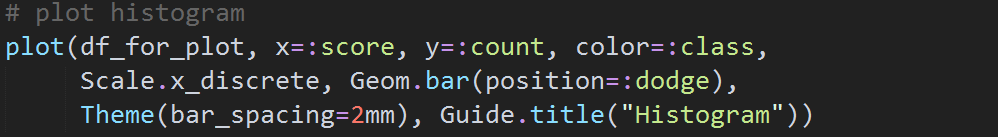 # plot histogram
plot(df_for_plot, x=:score, y=:count, color=:class,
     Scale.x_discrete, Geom.bar(position=:dodge),
     Theme(bar_spacing=2mm), Guide.title("Histogram"))